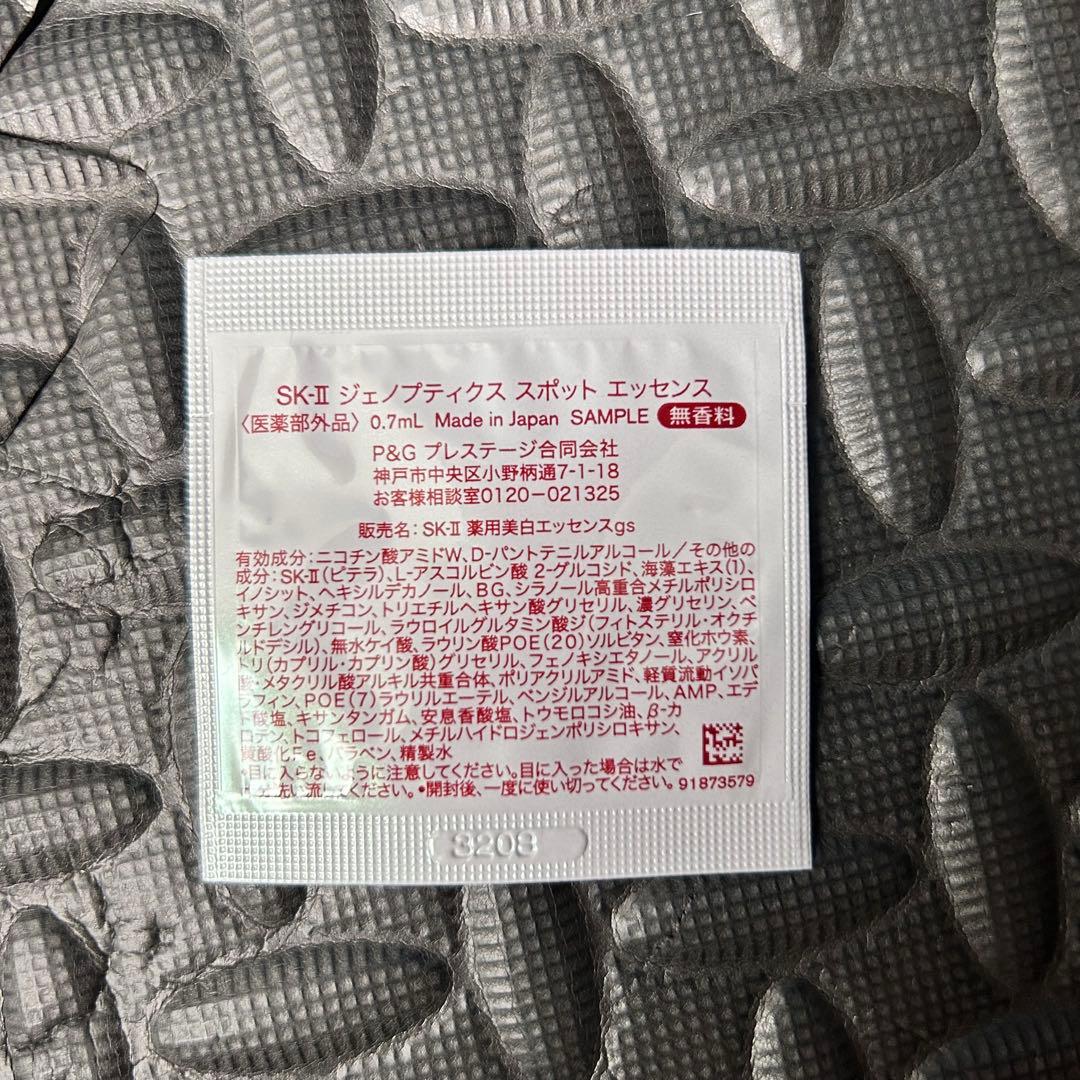 SK-II ジェノプティクス スポット エッセンス
〈医薬部外品〉 0.7mL Made in Japan SAMPLE 無香料
P&G プレステージ合同会社
神戸市中央区小野柄通7-1-18
お客様相談室0120-021325
販売名：SK-II 薬用美白エッセンスgs
有効成分：ニコチン酸アミドW、D-パントテニルアルコール／その他の
成分：SK-II（ピテラ）、L-アスコルビン酸 2-グルコシド、海藻エキス(1)、
イノシット、ヘキシルデカノール、BG、シラノール高重合メチルポリシロ
キサン、ジメチコン、トリエチルヘキサン酸グリセリル、濃グリセリン、ペ
ンチレングリコール、ラウロイルグルタミン酸ジ（フィトステリル・オクチ
ルドデシル）、無水ケイ酸、ラウリン酸POE(20)ソルビタン、窒化ホウ素、
トリ（カプリル・カプリン酸）グリセリル、フェノキシエタノール、アクリル
酸・メタクリル酸アルキル共重合体、ポリアクリルアミド、軽質流動イソパ
ラフィン、POE(7)ラウリルエーテル、ベンジルアルコール、AMP、エデ
ト酸塩、キサンタンガム、安息香酸塩、トウモロコシ油、β-カ
ロテン、トコフェロール、メチルハイドロジェンポリシロキサン、
黄酸化Fe、パラベン、精製水
•目に入らないように注意してください。目に入った場合は水で
十分洗い流してください。•開封後、一度に使い切ってください。 91873579
3208